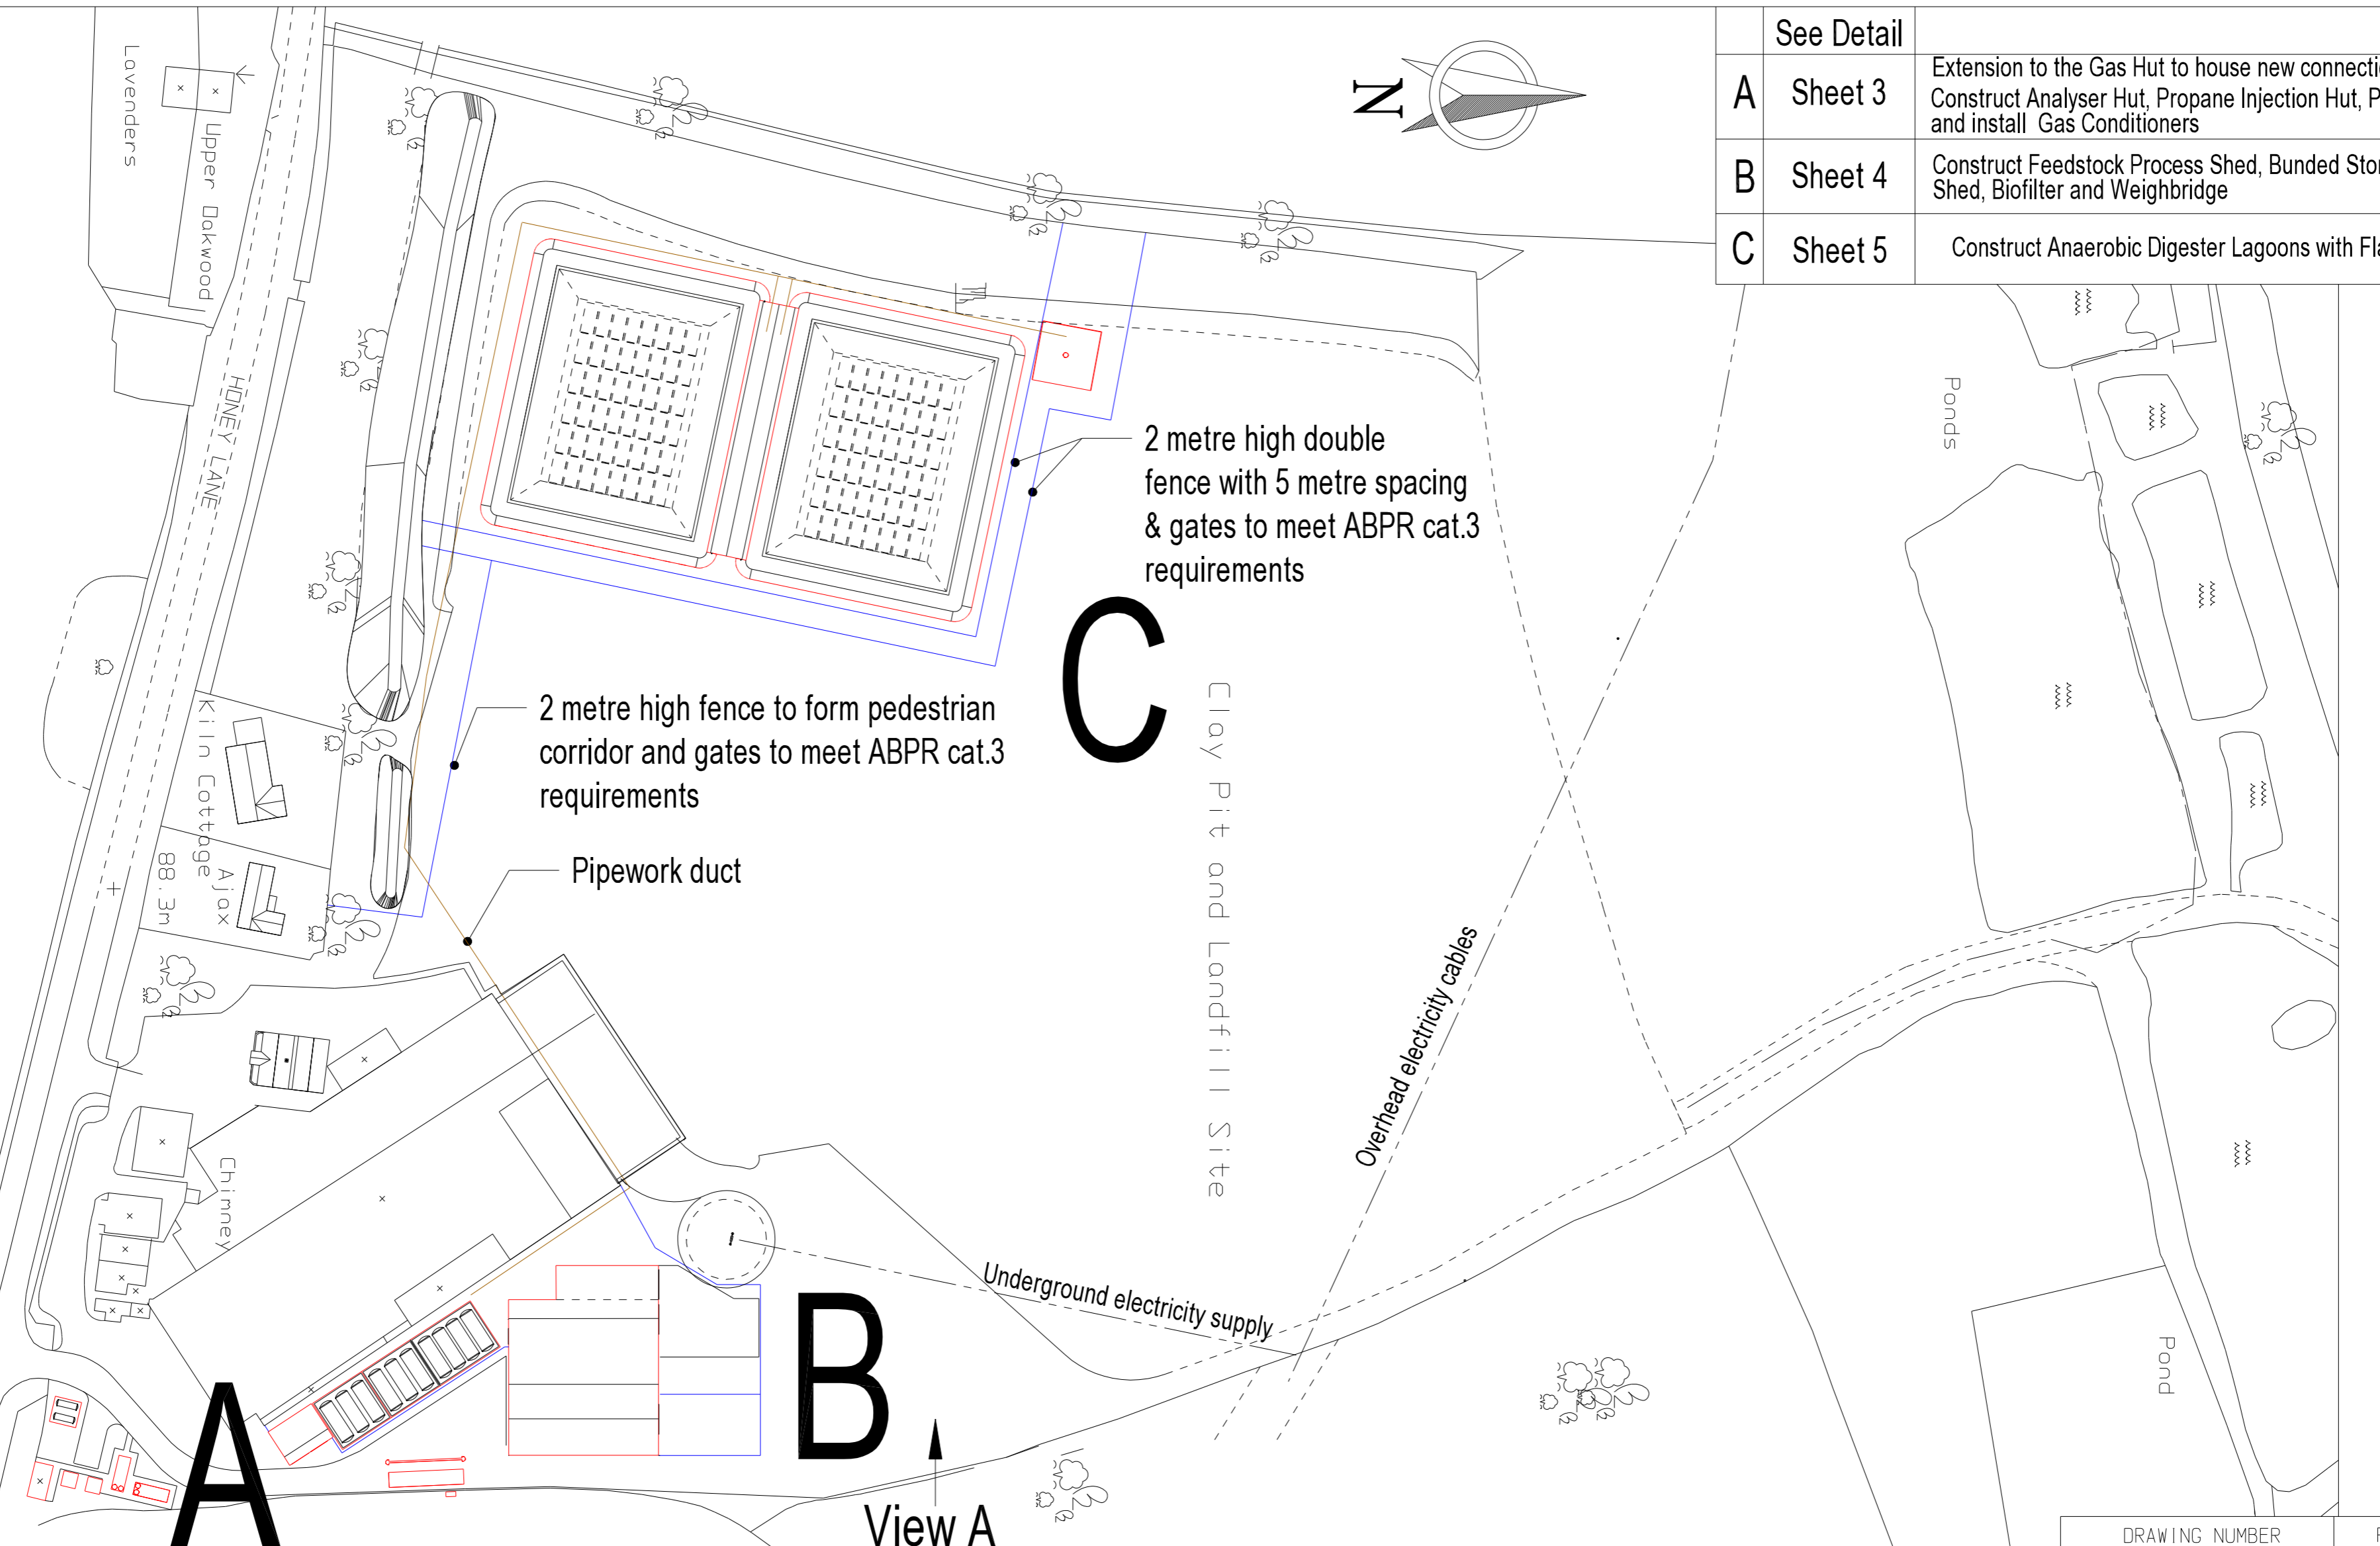 See Detail
A
Sheet 3
Extension to the Gas Hut to house new
Construct Analyser Hut, Propane Injection Hut,
and install Gas Conditioners
B
Sheet 4
Construct Feedstock Process Shed, Bunded
Shed, Biofilter and Weighbridge
C
Sheet 5
Construct Anaerobic Digester Lagoons with
N
Lavenders
Upper Oakwood
HONEY LANE
2 metre high double
fence with 5 metre spacing
& gates to meet ABPR cat.3
requirements
Ponds
C
2 metre high fence to form pedestrian
corridor and gates to meet ABPR cat.3
requirements
Kiln Cottage
Ajax
88.3m
Pipework duct
Clay Pit and Landfill Site
Overhead electricity cables
Chimney
Underground electricity supply
B
A
View A
Pond
DRAWING NUMBER